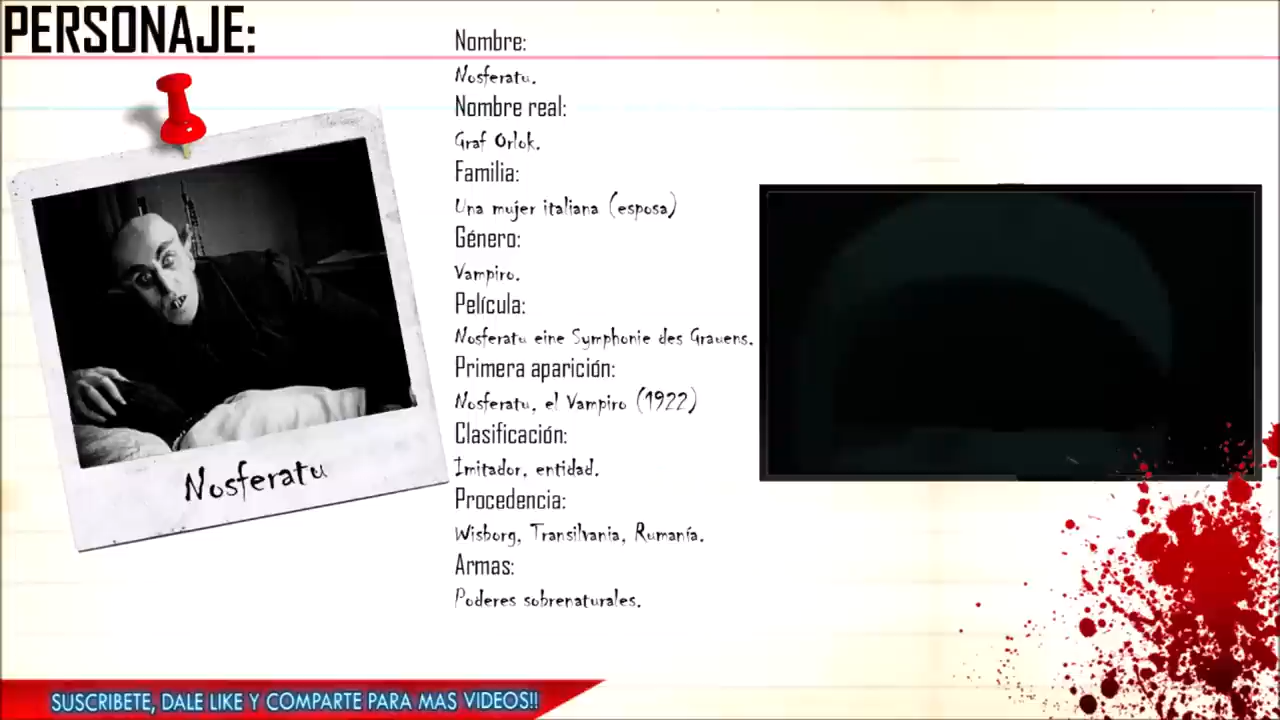 PERSONAJE:
Nosferatu
Nombre:
Nosferatu.
Nombre real:
Graf Orlok.
Familia:
Una mujer italiana (esposa)
Género:
Vampiro.
Película:
Nosferatu eine Symphonie des Grauens.
Primera aparición:
Nosferatu, el Vampiro (1922)
Clasificación:
Imitador, entidad.
Procedencia:
Wisborg, Transilvania, Rumanía.
Armas:
Poderes sobrenaturales.
SUSCRIBETE, DALE LIKE Y COMPARTE PARA MAS VIDEOS!!